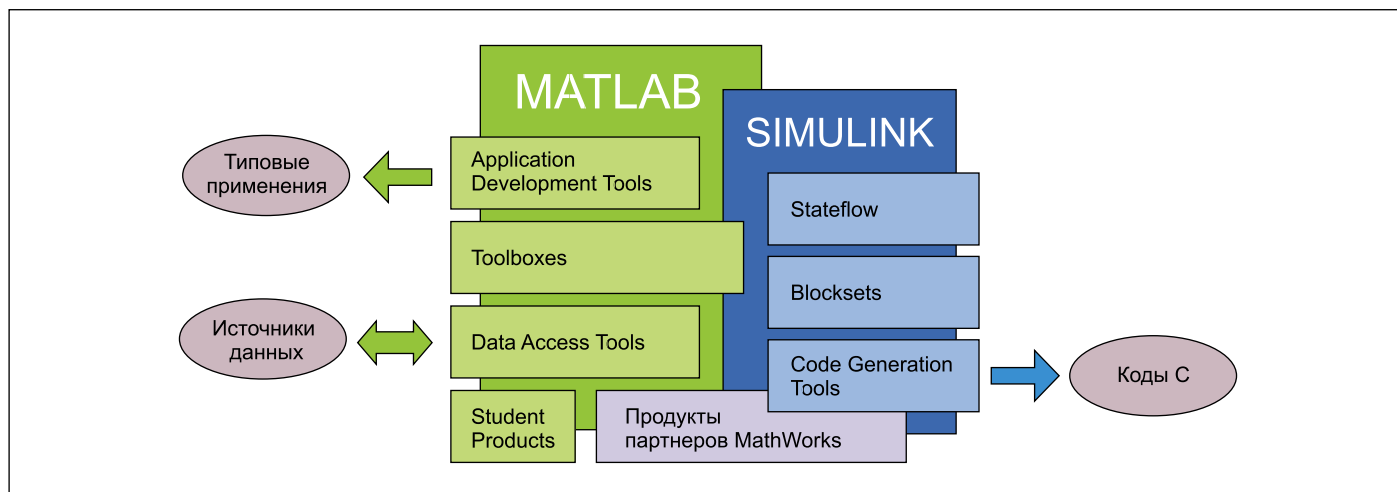 MATLAB
SIMULINK
Типовые
применения
Application
Development Tools
Stateflow
Toolboxes
Blocksets
Источники
данных
Data Access Tools
Code Generation
Tools
Коды С
Student
Products
Продукты
партнеров MathWorks